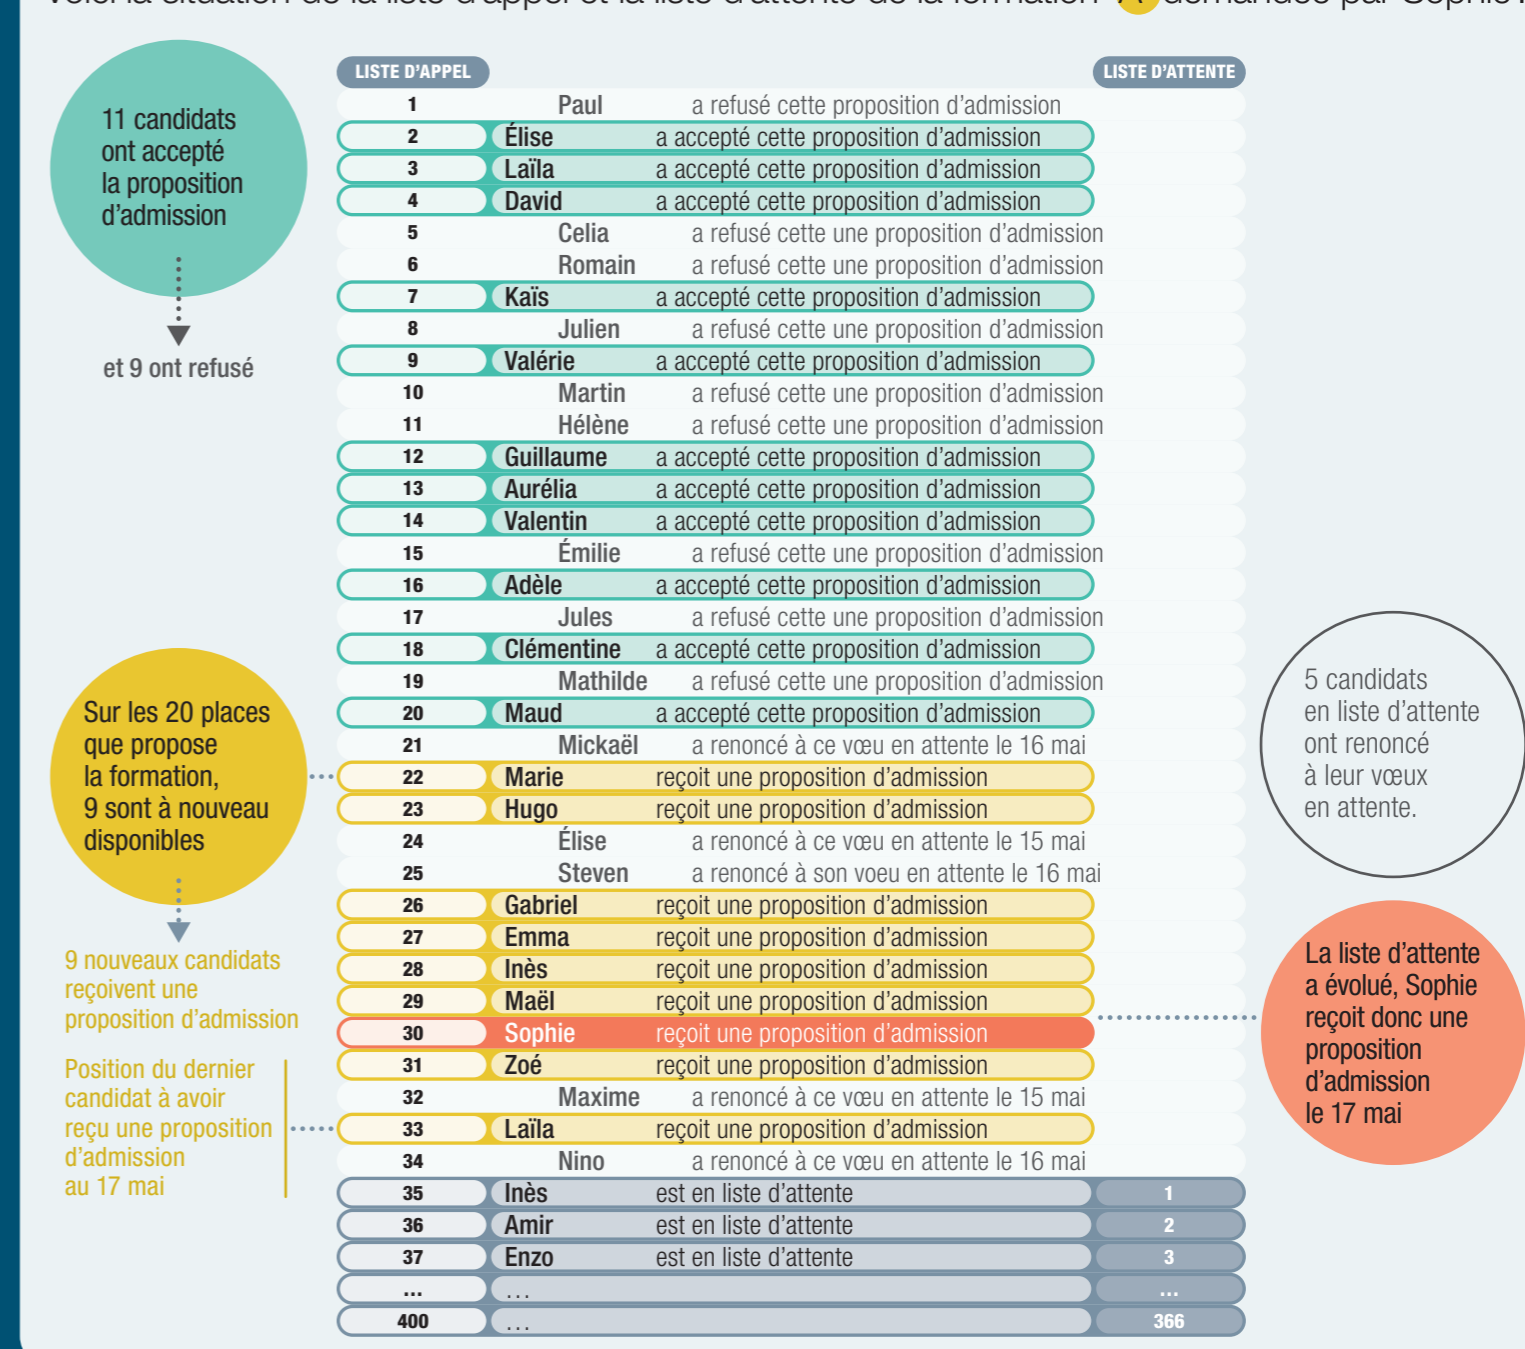 Voici la situation de la liste d'appel et la liste d'attente de la formation A demandée par Sophie.
LISTE D'APPEL
LISTE D'ATTENTE
11 candidats
ont accepté
la proposition
d'admission
et 9 ont refusé
1 Paul a refusé cette proposition d'admission
2 Élise a accepté cette proposition d'admission
3 Laïla a accepté cette proposition d'admission
4 David a accepté cette proposition d'admission
5 Celia a refusé cette une proposition d'admission
6 Romain a refusé cette une proposition d'admission
7 Kaïs a accepté cette proposition d'admission
8 Julien a refusé cette une proposition d'admission
9 Valérie a accepté cette proposition d'admission
10 Martin a refusé cette une proposition d'admission
11 Hélène a refusé cette une proposition d'admission
12 Guillaume a accepté cette proposition d'admission
13 Aurélia a accepté cette proposition d'admission
14 Valentin a accepté cette proposition d'admission
15 Émilie a refusé cette une proposition d'admission
16 Adèle a accepté cette proposition d'admission
17 Jules a refusé cette une proposition d'admission
18 Clémentine a accepté cette proposition d'admission
19 Mathilde a refusé cette une proposition d'admission
20 Maud a accepté cette proposition d'admission
21 Mickaël a renoncé à ce vœu en attente le 16 mai
22 Marie reçoit une proposition d'admission
23 Hugo reçoit une proposition d'admission
24 Élise a renoncé à ce vœu en attente le 15 mai
25 Steven a renoncé à son voeu en attente le 16 mai
26 Gabriel reçoit une proposition d'admission
27 Emma reçoit une proposition d'admission
28 Inès reçoit une proposition d'admission
29 Maël reçoit une proposition d'admission
30 Sophie reçoit une proposition d'admission
31 Zoé reçoit une proposition d'admission
32 Maxime a renoncé à ce vœu en attente le 15 mai
33 Laïla reçoit une proposition d'admission
34 Nino a renoncé à ce vœu en attente le 16 mai
35 Inès est en liste d'attente 1
36 Amir est en liste d'attente 2
37 Enzo est en liste d'attente 3
... ... ...
400 ... 366
Sur les 20 places
que propose
la formation,
9 sont à nouveau
disponibles
9 nouveaux candidats
reçoivent une
proposition d'admission
Position du dernier
candidat à avoir
reçu une proposition
d'admission
au 17 mai
5 candidats
en liste d'attente
ont renoncé
à leur vœux
en attente.
La liste d'attente
a évolué, Sophie
reçoit donc une
proposition
d'admission
le 17 mai